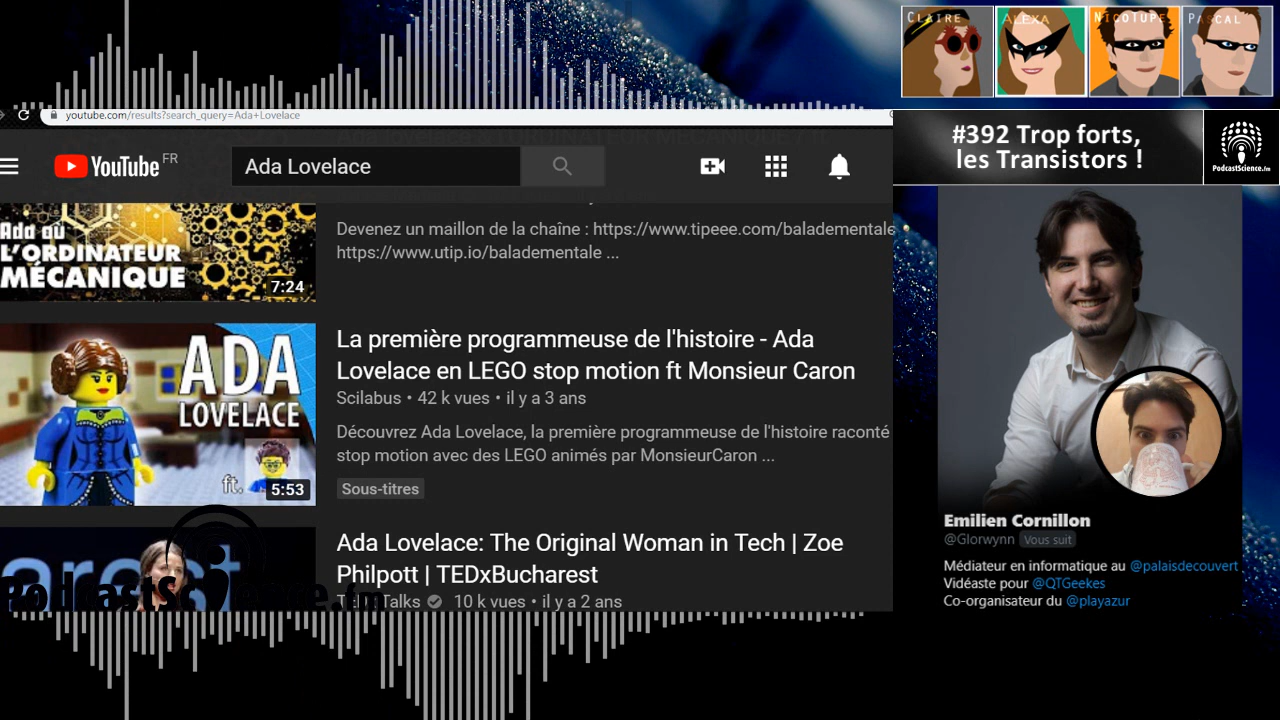 CLAIRE
ALEXA
NICOTUPE
PASCAL
youtube.com/results?search_query=Ada+Lovelace
YouTube FR
Ada Lovelace
#392 Trop forts,
les Transistors !
PodcastScience.fm
Ada ou
L'ORDINATEUR
MÉCANIQUE
7:24
Devenez un maillon de la chaîne : https://www.tipeee.com/baladementale
https://www.utip.io/balademental ...
ADA
LOVELACE
ft.
5:53
La première programmeuse de l'histoire - Ada
Lovelace en LEGO stop motion ft Monsieur Caron
Scilabus • 42 k vues • il y a 3 ans
Découvrez Ada Lovelace, la première programmeuse de l'histoire raconté
stop motion avec des LEGO animés par MonsieurCaron ...
Sous-titres
Ada Lovelace: The Original Woman in Tech | Zoe
Philpott | TEDxBucharest
Talks 10 k vues • il y a 2 ans
PodcastScience.fm
Emilien Cornillon
@Glorwynn Vous suit
Médiateur en informatique au @palaisdecouvert
Vidéaste pour @QTGeekes
Co-organisateur du @playazur